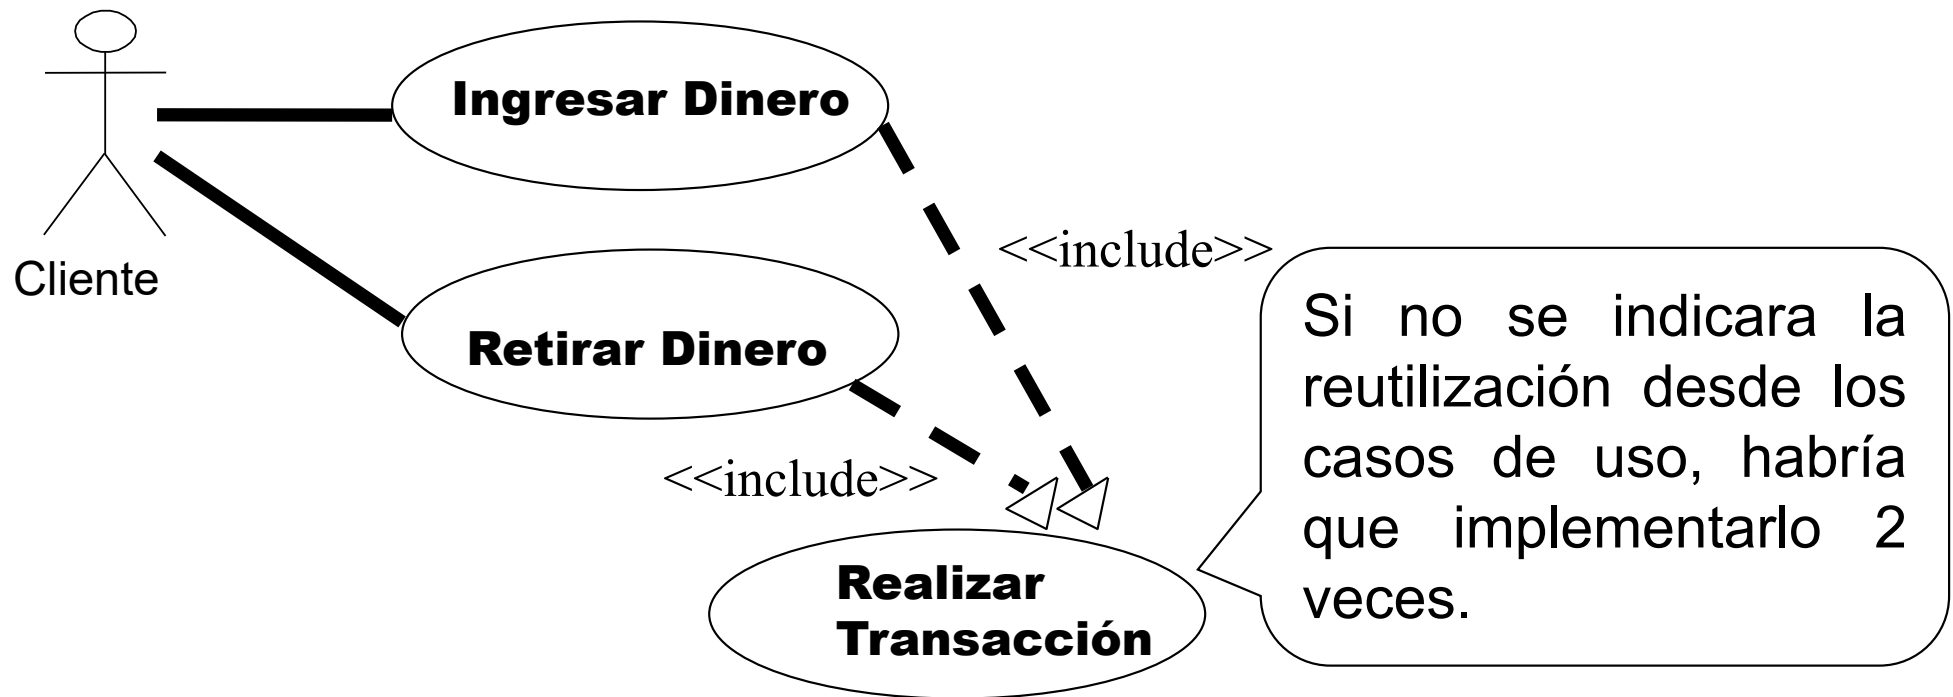 Ingresar Dinero
<<include>>
Cliente
Retirar Dinero
<<include>>
Realizar
Transacción
Si no se indicara la
reutilización desde los
casos de uso, habría
que implementarlo 2
veces.